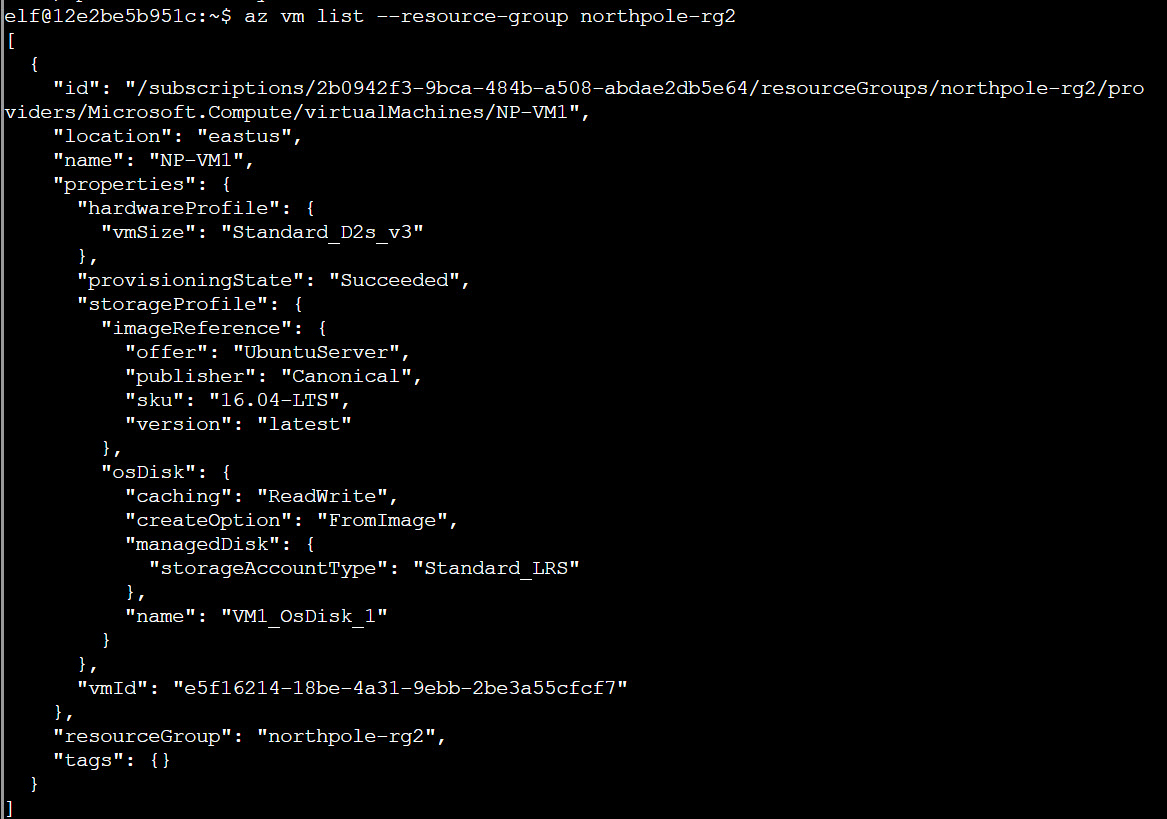 elf@12e2be5b951c:~$ az vm list --resource-group northpole-rg2
[
  {
    "id": "/subscriptions/2b0942f3-9bca-484b-a508-abdae2db5e64/resourceGroups/northpole-rg2/pro
viders/Microsoft.Compute/virtualMachines/NP-VM1",
    "location": "eastus",
    "name": "NP-VM1",
    "properties": {
      "hardwareProfile": {
        "vmSize": "Standard_D2s_v3"
      },
      "provisioningState": "Succeeded",
      "storageProfile": {
        "imageReference": {
          "offer": "UbuntuServer",
          "publisher": "Canonical",
          "sku": "16.04-LTS",
          "version": "latest"
        },
        "osDisk": {
          "caching": "ReadWrite",
          "createOption": "FromImage",
          "managedDisk": {
            "storageAccountType": "Standard_LRS"
          },
          "name": "VM1_OsDisk_1"
        }
      },
      "vmId": "e5f16214-18be-4a31-9ebb-2be3a55cfcf7"
    },
    "resourceGroup": "northpole-rg2",
    "tags": {}
  }
]